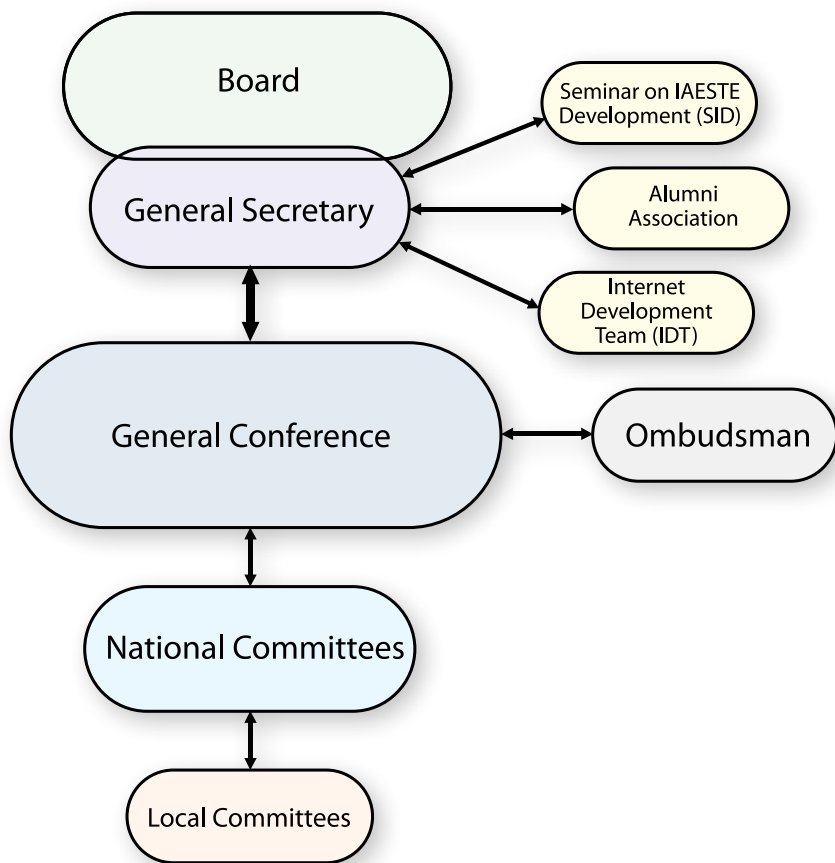 Board
Seminar on IAESTE
Development (SID)
General Secretary
Alumni
Association
Internet
Development
Team (IDT)
General Conference
Ombudsman
National Committees
Local Committees